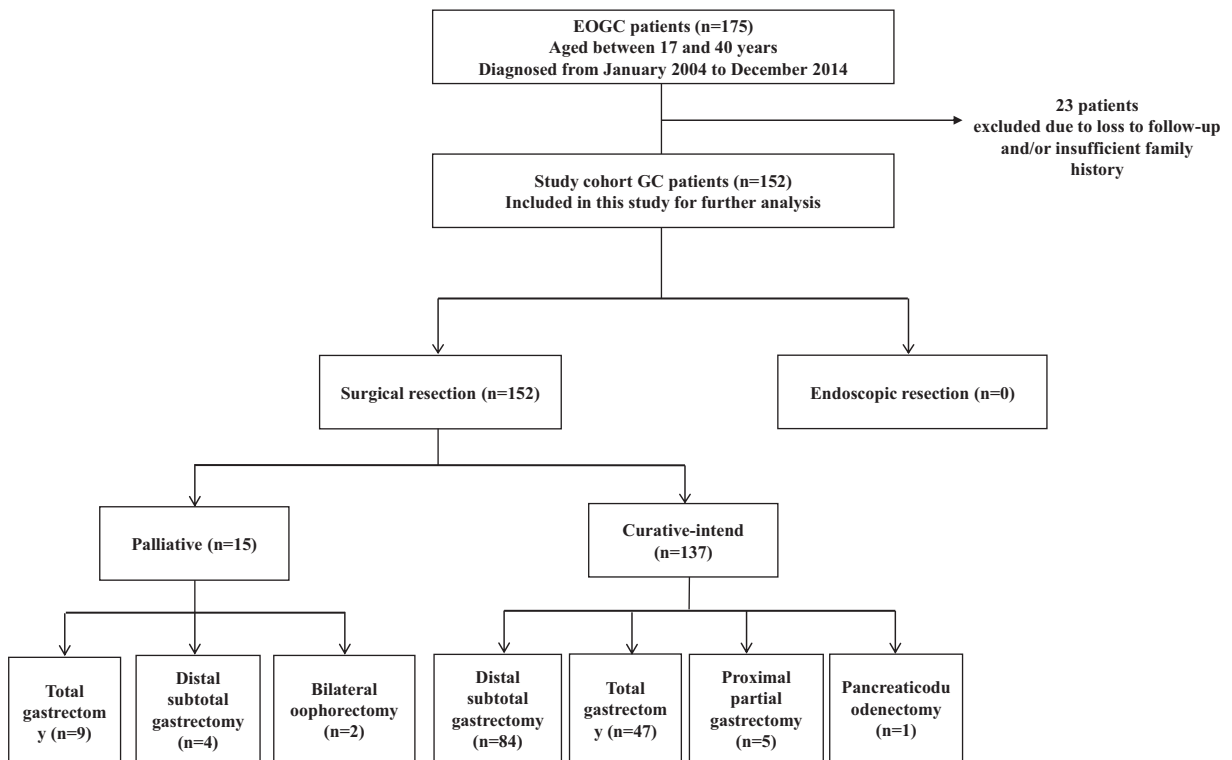 EOGC patients (n=175)
Aged between 17 and 40 years
Diagnosed from January 2004 to December 2014
23 patients
excluded due to loss to follow-up
and/or insufficient family
history
Study cohort GC patients (n=152)
Included in this study for further analysis
Surgical resection (n=152)
Endoscopic resection (n=0)
Palliative (n=15)
Curative-intend
(n=137)
Total
gastrectom
y (n=9)
Distal
subtotal
gastrectomy
(n=4)
Bilateral
oophorectomy
(n=2)
Distal
subtotal
gastrectomy
(n=84)
Total
gastrectom
y (n=47)
Proximal
partial
gastrectomy
(n=5)
Pancreaticodu
odenectomy
(n=1)